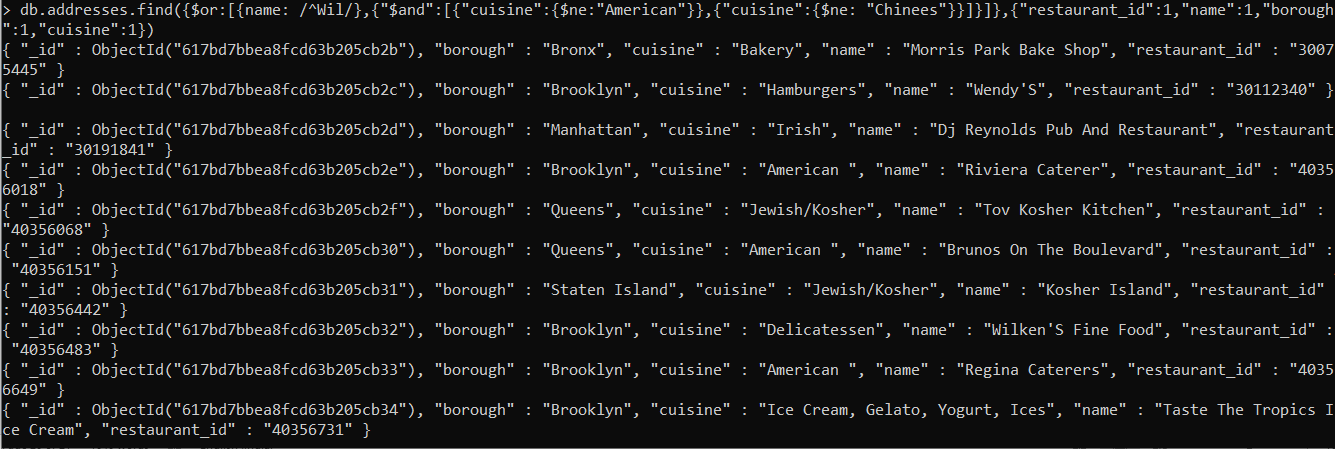 > db.addresses.find({$or:[{name: /^Wil/},{"$and":[{"cuisine":{$ne:"American"}},{"cuisine":{$ne: "Chinees"}}]}]},{"restaurant_id":1,"name":1,"borough
":1,"cuisine":1})
{ "_id" : ObjectId("617bd7bbea8fcd63b205cb2b"), "borough" : "Bronx", "cuisine" : "Bakery", "name" : "Morris Park Bake Shop", "restaurant_id" : "3007
5445" }
{ "_id" : ObjectId("617bd7bbea8fcd63b205cb2c"), "borough" : "Brooklyn", "cuisine" : "Hamburgers", "name" : "Wendy'S", "restaurant_id" : "30112340" }
{ "_id" : ObjectId("617bd7bbea8fcd63b205cb2d"), "borough" : "Manhattan", "cuisine" : "Irish", "name" : "Dj Reynolds Pub And Restaurant", "restaurant
_id" : "30191841" }
{ "_id" : ObjectId("617bd7bbea8fcd63b205cb2e"), "borough" : "Brooklyn", "cuisine" : "American ", "name" : "Riviera Caterer", "restaurant_id" : "4035
6018" }
{ "_id" : ObjectId("617bd7bbea8fcd63b205cb2f"), "borough" : "Queens", "cuisine" : "Jewish/Kosher", "name" : "Tov Kosher Kitchen", "restaurant_id" :
"40356068" }
{ "_id" : ObjectId("617bd7bbea8fcd63b205cb30"), "borough" : "Queens", "cuisine" : "American ", "name" : "Brunos On The Boulevard", "restaurant_id" :
"40356151" }
{ "_id" : ObjectId("617bd7bbea8fcd63b205cb31"), "borough" : "Staten Island", "cuisine" : "Jewish/Kosher", "name" : "Kosher Island", "restaurant_id"
: "40356442" }
{ "_id" : ObjectId("617bd7bbea8fcd63b205cb32"), "borough" : "Brooklyn", "cuisine" : "Delicatessen", "name" : "Wilken'S Fine Food", "restaurant_id" :
"40356483" }
{ "_id" : ObjectId("617bd7bbea8fcd63b205cb33"), "borough" : "Brooklyn", "cuisine" : "American ", "name" : "Regina Caterers", "restaurant_id" : "4035
6649" }
{ "_id" : ObjectId("617bd7bbea8fcd63b205cb34"), "borough" : "Brooklyn", "cuisine" : "Ice Cream, Gelato, Yogurt, Ices", "name" : "Taste The Tropics I
ce Cream", "restaurant_id" : "40356731" }